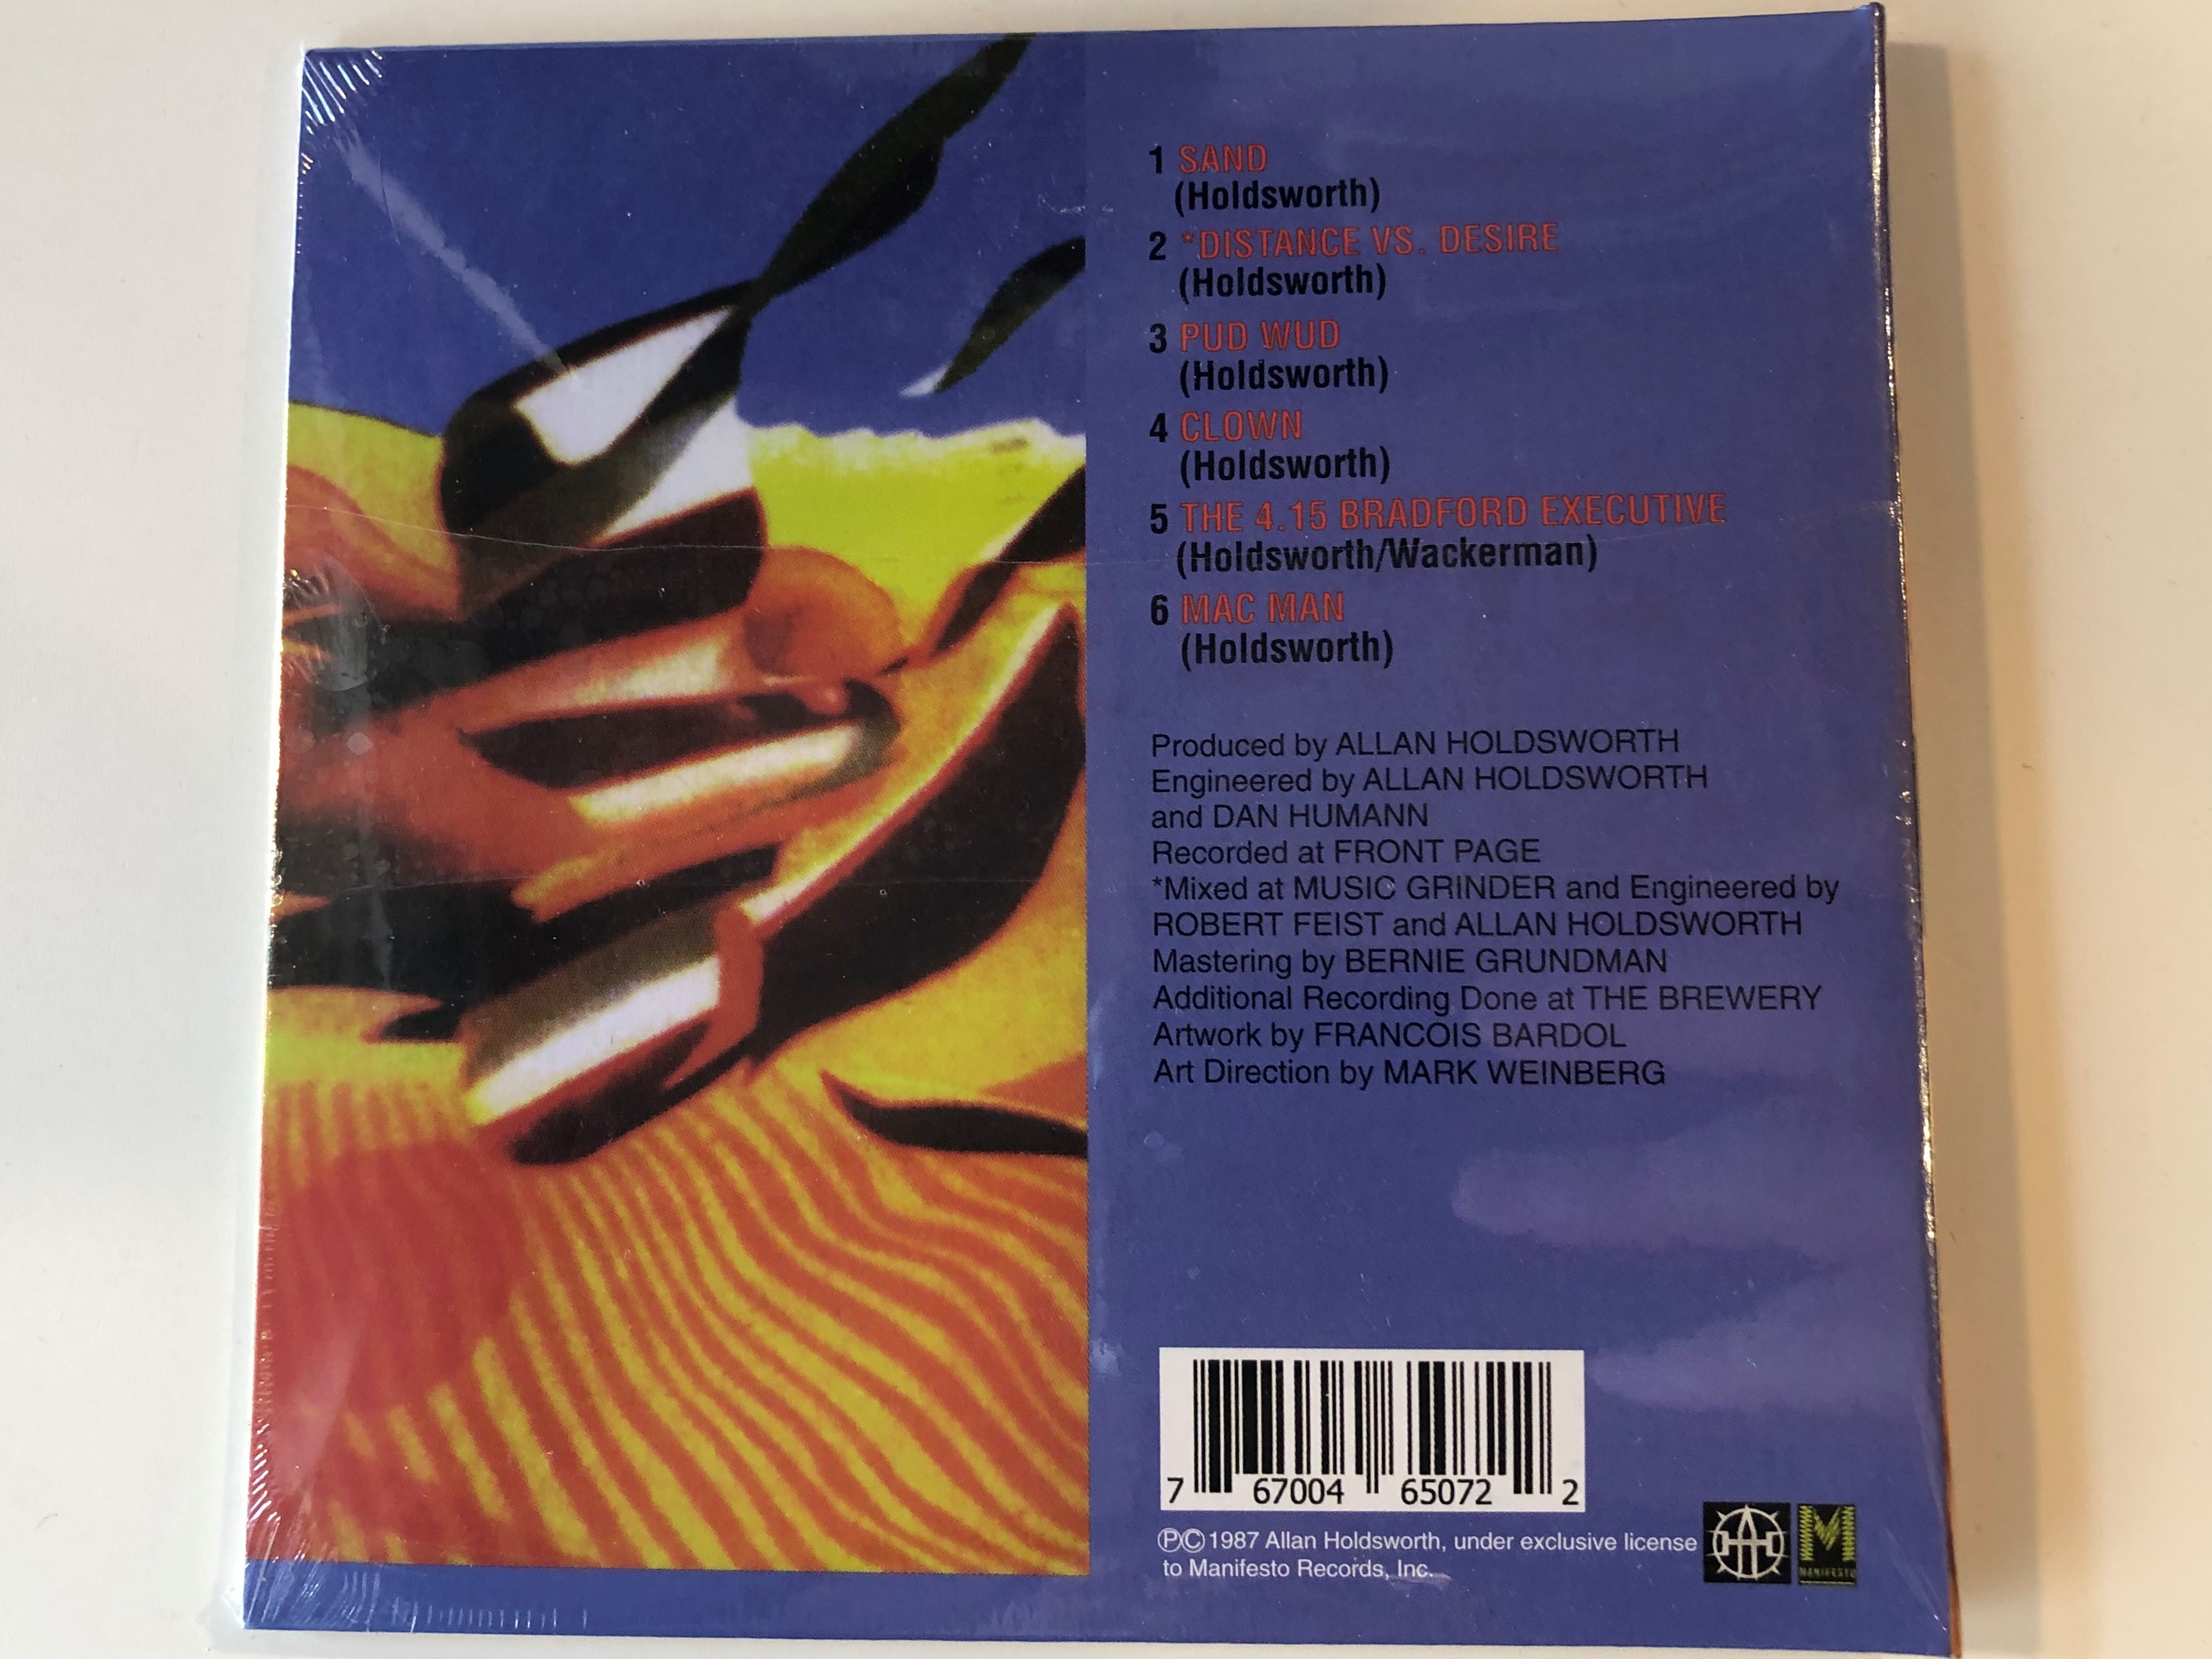 1 SAND
(Holdsworth)
2 *DISTANCE VS. DESIRE
(Holdsworth)
3 PUD WUD
(Holdsworth)
4 CLOWN
(Holdsworth)
5 THE 4.15 BRADFORD EXECUTIVE
(Holdsworth/Wackerman)
6 MAC MAN
(Holdsworth)
Produced by ALLAN HOLDSWORTH
Engineered by ALLAN HOLDSWORTH
and DAN HUMANN
Recorded at FRONT PAGE
*Mixed at MUSIC GRINDER and Engineered by
ROBERT FEIST and ALLAN HOLDSWORTH
Mastering by BERNIE GRUNDMAN
Additional Recording Done at THE BREWERY
Artwork by FRANCOIS BARDOL
Art Direction by MARK WEINBERG
7 67004 65072 2
℗© 1987 Allan Holdsworth, under exclusive license
to Manifesto Records, Inc.
AH
M
MANIFESTO